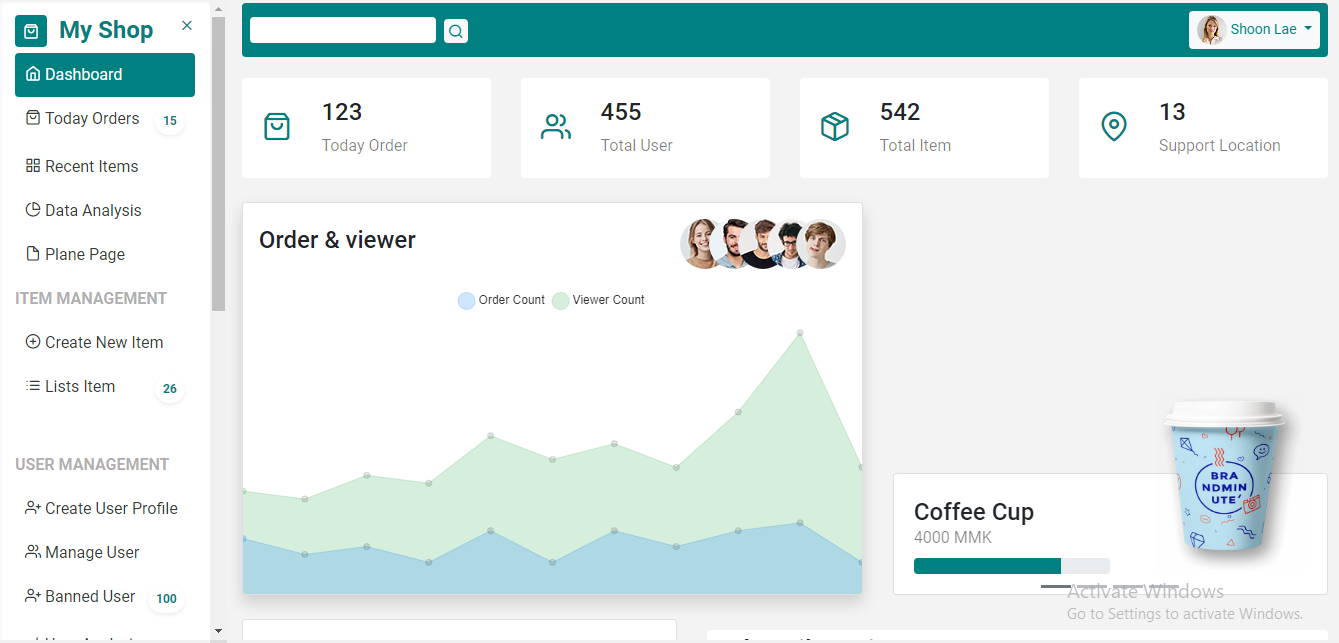 My Shop
Dashboard
Today Orders 15
Recent Items
Data Analysis
Plane Page
ITEM MANAGEMENT
Create New Item
Lists Item 26
USER MANAGEMENT
Create User Profile
Manage User
Banned User 100
Shoon Lae
123
Today Order
455
Total User
542
Total Item
13
Support Location
Order & viewer
Order Count Viewer Count
BRA
NDMIN
UTE'
Coffee Cup
4000 MMK
Activate Windows
Go to Settings to activate Windows.